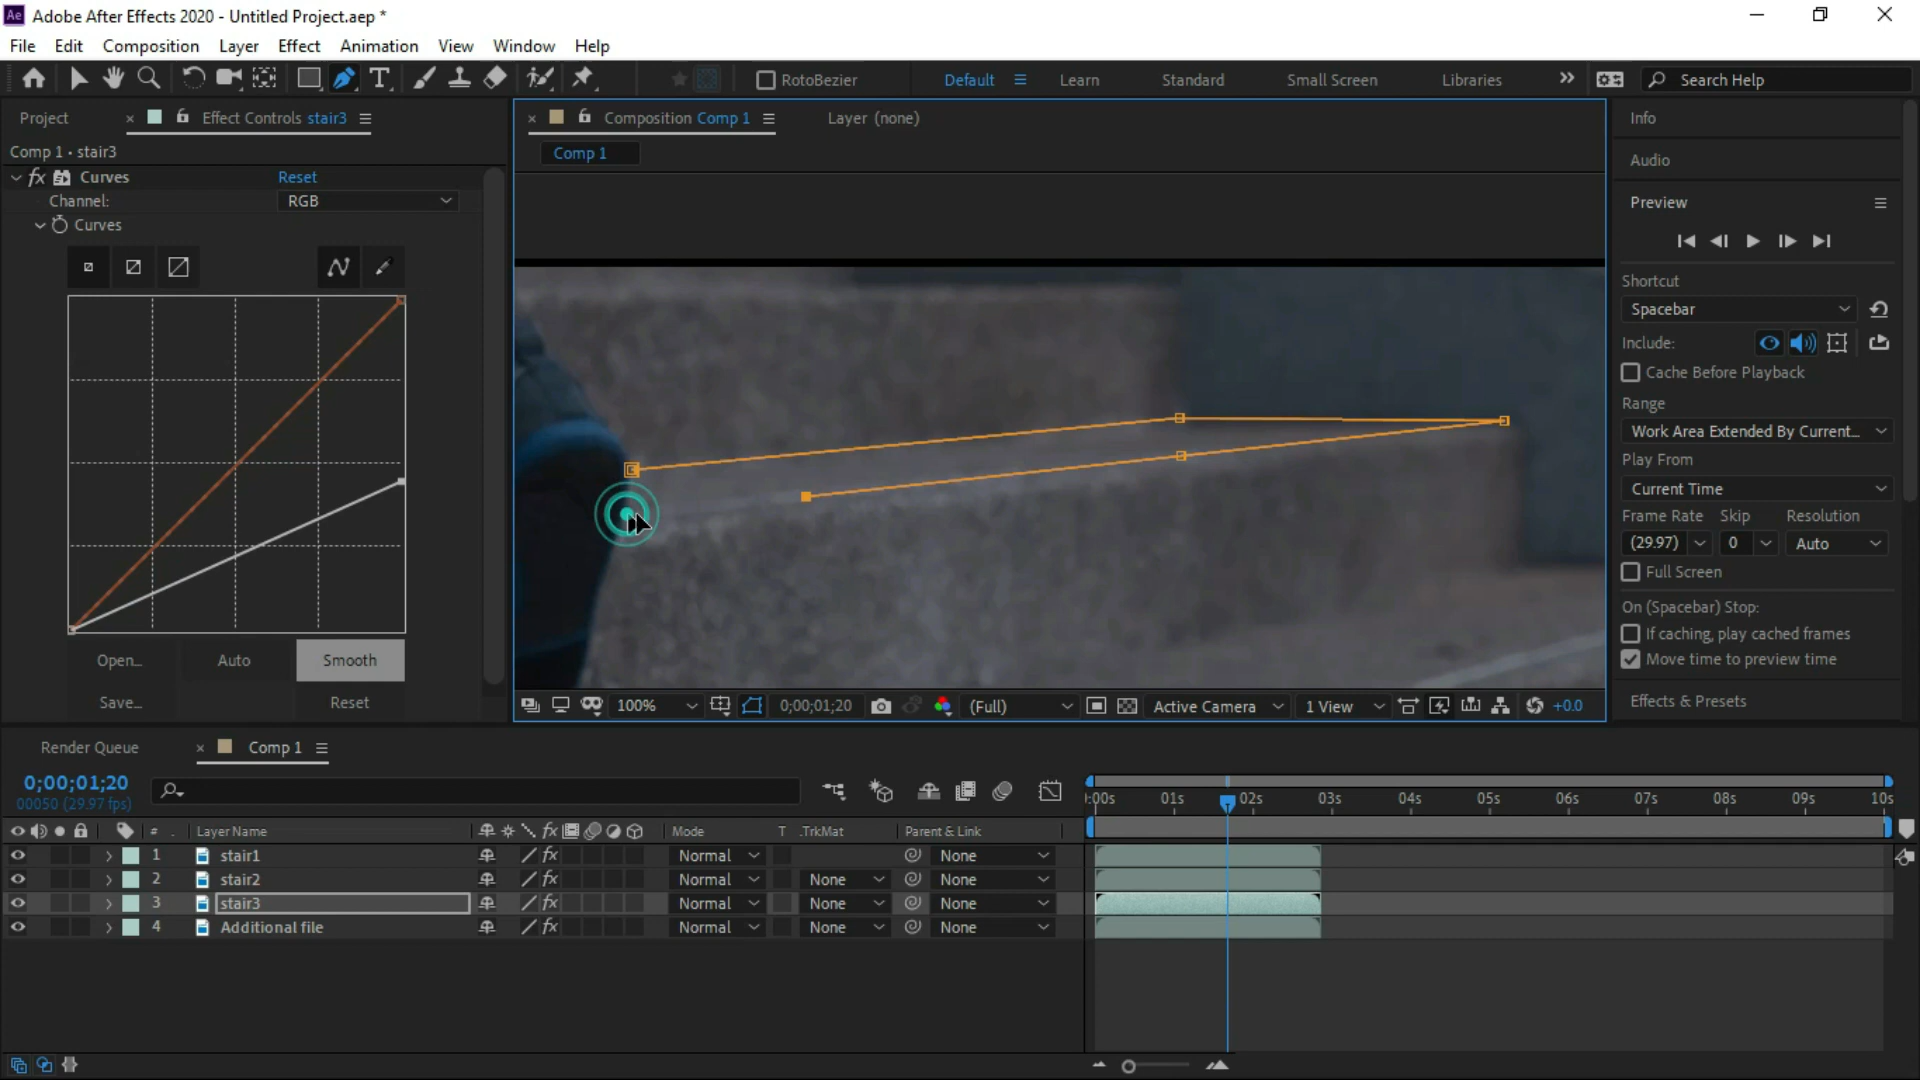 Ae Adobe After Effects 2020 - Untitled Project.aep *
File Edit Composition Layer Effect Animation View Window Help
T RotoBezier Default Learn Standard Small Screen Libraries Search Help
Project Effect Controls stair3
Comp 1 • stair3
fx Curves Reset
Channel: RGB
Curves
Open... Auto Smooth
Save... Reset
Composition Comp 1 Layer (none)
Comp 1
100% 0;00;01;20 (Full) Active Camera 1 View +0.0
Info
Audio
Preview
Shortcut
Spacebar
Include:
Cache Before Playback
Range
Work Area Extended By Current...
Play From
Current Time
Frame Rate Skip Resolution
(29.97) 0 Auto
Full Screen
On (Spacebar) Stop:
If caching, play cached frames
Move time to preview time
Effects & Presets
Render Queue Comp 1
0;00;01;20
00050 (29.97 fps)
):00s 01s 02s 03s 04s 05s 06s 07s 08s 09s 10s
# . Layer Name fx Mode T .TrkMat Parent & Link
1 stair1 fx Normal None
2 stair2 fx Normal None None
3 stair3 fx Normal None None
4 Additional file fx Normal None None